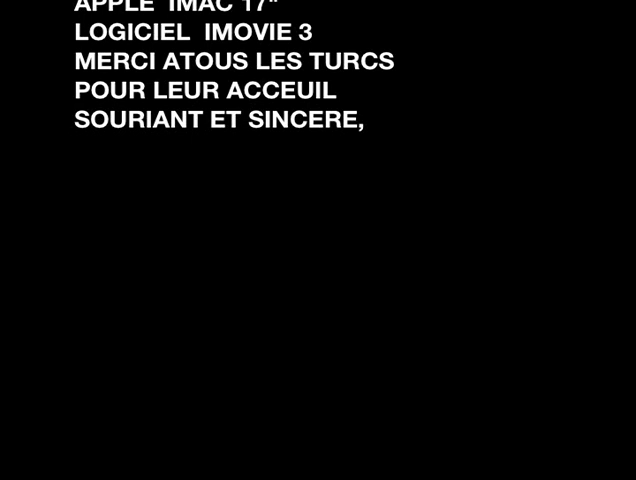 APPLE IMAC 17"
LOGICIEL IMOVIE 3
MERCI ATOUS LES TURCS
POUR LEUR ACCEUIL
SOURIANT ET SINCERE,